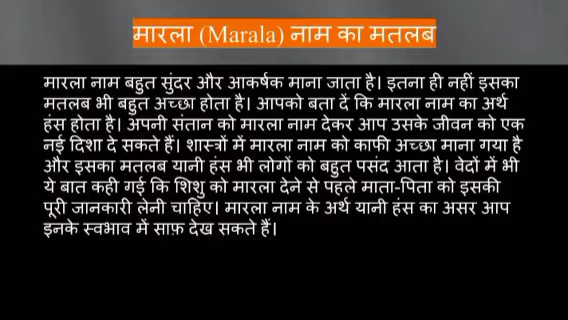 मारला (Marala) नाम का मतलब
मारला नाम बहुत सुंदर और आकर्षक माना जाता है। इतना ही नहीं इसका
मतलब भी बहुत अच्छा होता है। आपको बता दें कि मारला नाम का अर्थ
हंस होता है। अपनी संतान को मारला नाम देकर आप उसके जीवन को एक
नई दिशा दे सकते हैं। शास्त्रों में मारला नाम को काफी अच्छा माना गया है
और इसका मतलब यानी हंस भी लोगों को बहुत पसंद आता है। वेदों में भी
ये बात कही गई कि शिशु को मारला देने से पहले माता-पिता को इसकी
पूरी जानकारी लेनी चाहिए। मारला नाम के अर्थ यानी हंस का असर आप
इनके स्वभाव में साफ़ देख सकते हैं।